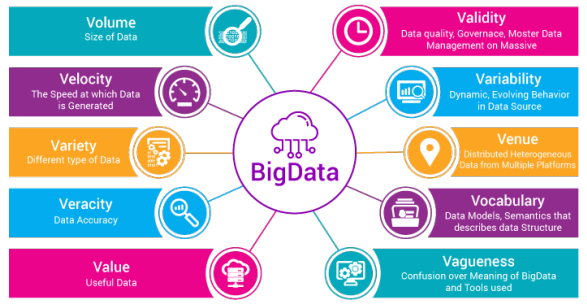 Volume
Size of Data
Velocity
The Speed at which Data
is Generated
Variety
Different type of Data
Veracity
Data Accuracy
Value
Useful Data
BigData
Validity
Data quality, Governace, Moster Data
Management on Massive
Variability
Dynamic, Evolving Behavior
in Data Source
Venue
Distributed Heterogeneous
Data from Multiple Platforms
Vocabulary
Data Models, Semantics that
describes data Structure
Vagueness
Confusion over Meaning of BigData
and Tools used